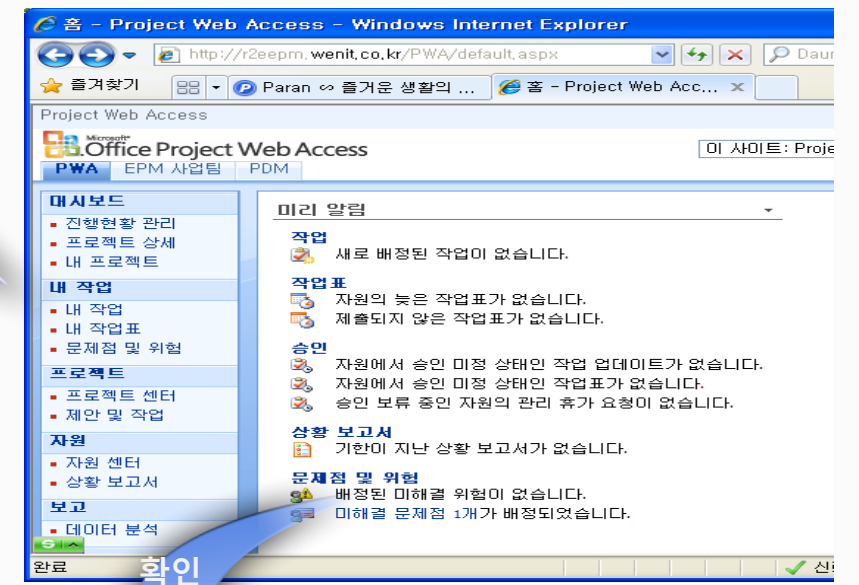 홈 - Project Web Access - Windows Internet Explorer
http://r2eepm.wenit.co.kr/PWA/default.aspx
Daum
즐겨찾기
Paran ⇔ 즐거운 생활의 ...
홈 - Project Web Acc...
Project Web Access
Microsoft
Office Project Web Access
이 사이트: Proje
PWA EPM 사업팀 PDM
대시보드
진행현황 관리
프로젝트 상세
내 프로젝트
내 작업
내 작업
내 작업표
문제점 및 위험
프로젝트
프로젝트 센터
제안 및 작업
자원
자원 센터
상황 보고서
보고
데이터 분석
미리 알림
작업
새로 배정된 작업이 없습니다.
작업표
자원의 늦은 작업표가 없습니다.
제출되지 않은 작업표가 없습니다.
승인
자원에서 승인 미정 상태인 작업 업데이트가 없습니다.
자원에서 승인 미정 상태인 작업표가 없습니다.
승인 보류 중인 자원의 관리 휴가 요청이 없습니다.
상황 보고서
기한이 지난 상황 보고서가 없습니다.
문제점 및 위험
배정된 미해결 위험이 없습니다.
미해결 문제점 1개가 배정되었습니다.
확인
완료